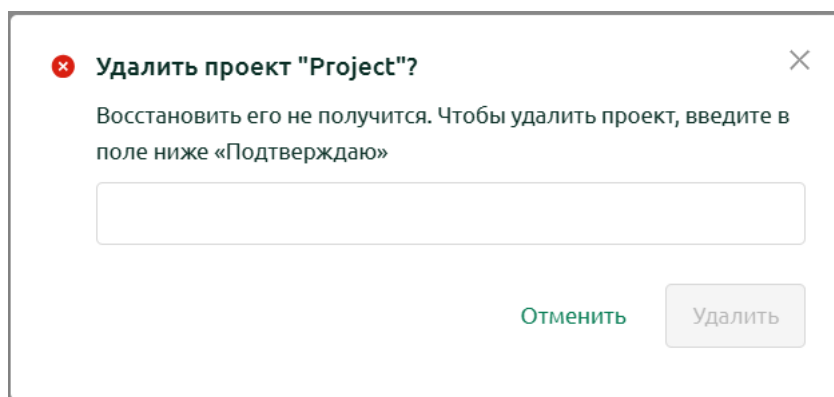 Удалить проект "Project"?
Восстановить его не получится. Чтобы удалить проект, введите в
поле ниже «Подтверждаю»
Отменить
Удалить